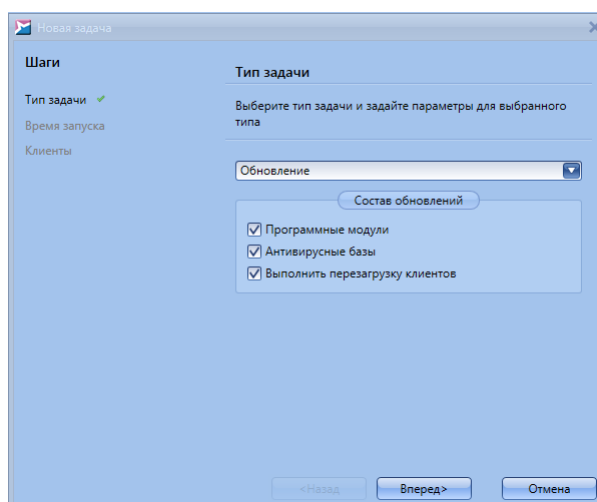 Новая задача
Шаги
Тип задачи
Время запуска
Клиенты
Тип задачи
Выберите тип задачи и задайте параметры для выбранного
типа
Обновление
Состав обновлений
Программные модули
Антивирусные базы
Выполнить перезагрузку клиентов
<Назад
Вперед>
Отмена